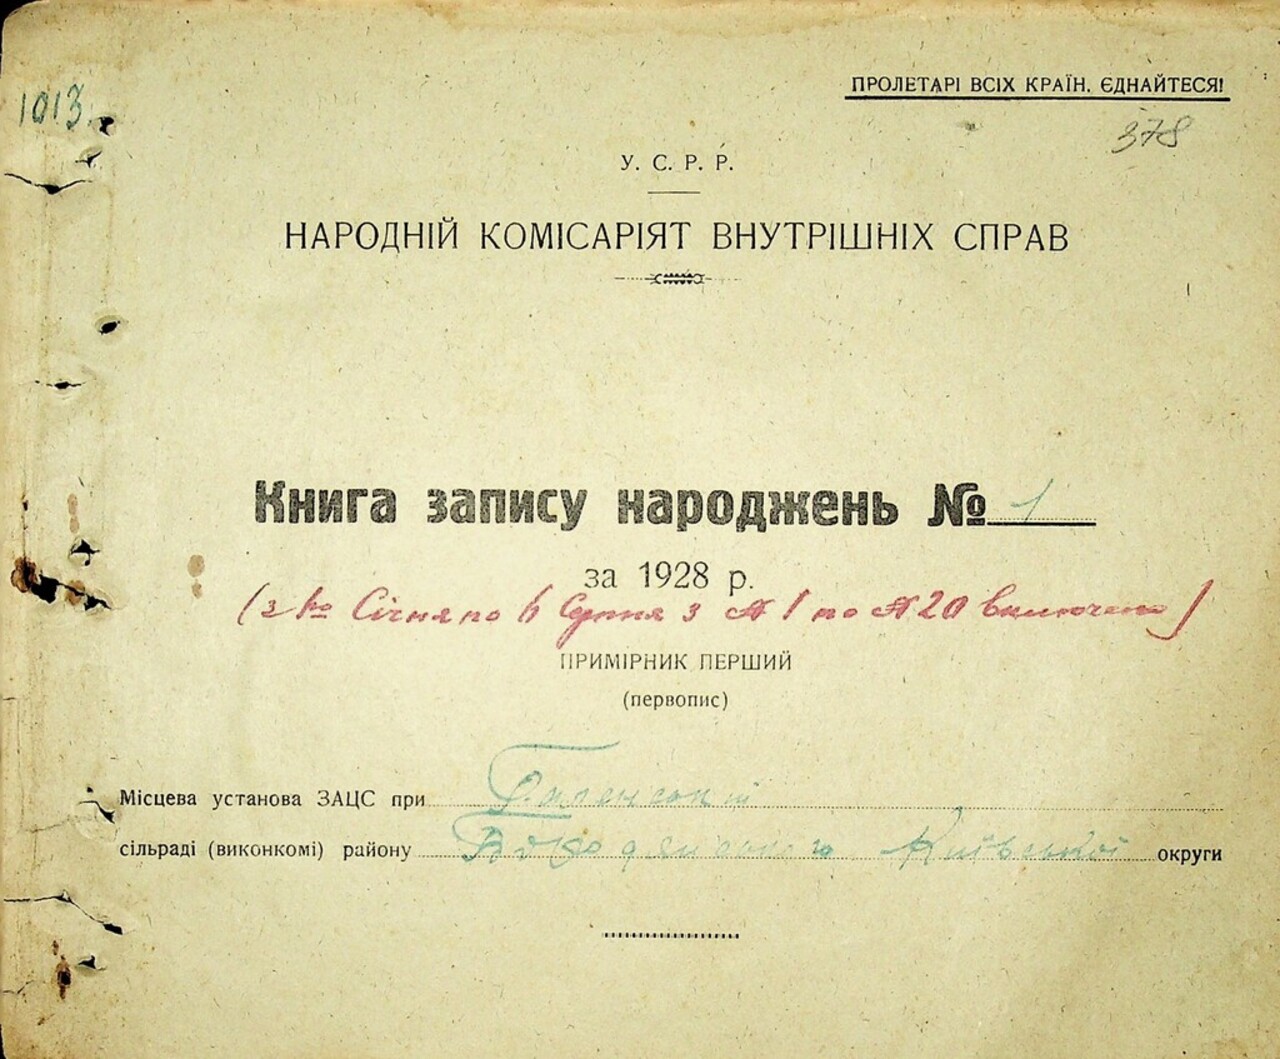 1013.
ПРОЛЕТАРІ ВСІХ КРАЇН, ЄДНАЙТЕСЯ!
378
У. С. Р. Р.
НАРОДНІЙ КОМІСАРІЯТ ВНУТРІШНІХ СПРАВ
Книга запису народжень № 1
за 1928 р.
(з 1го Січня по 6 Серпня з № 1 по № 20 включено)
ПРИМІРНИК ПЕРШИЙ
(первопис)
Місцева установа ЗАЦС при
сільраді (виконкомі) району Київської округи